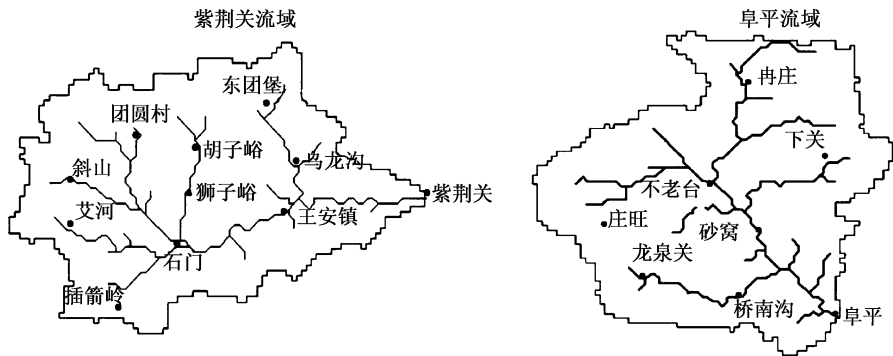 紫荆关流域
东团堡
团圆村
胡子峪
乌龙沟
斜山
狮子峪
紫荆关
艾河
王安镇
石门
插箭岭
阜平流域
冉庄
下关
不老台
庄旺
砂窝
龙泉关
桥南沟
阜平